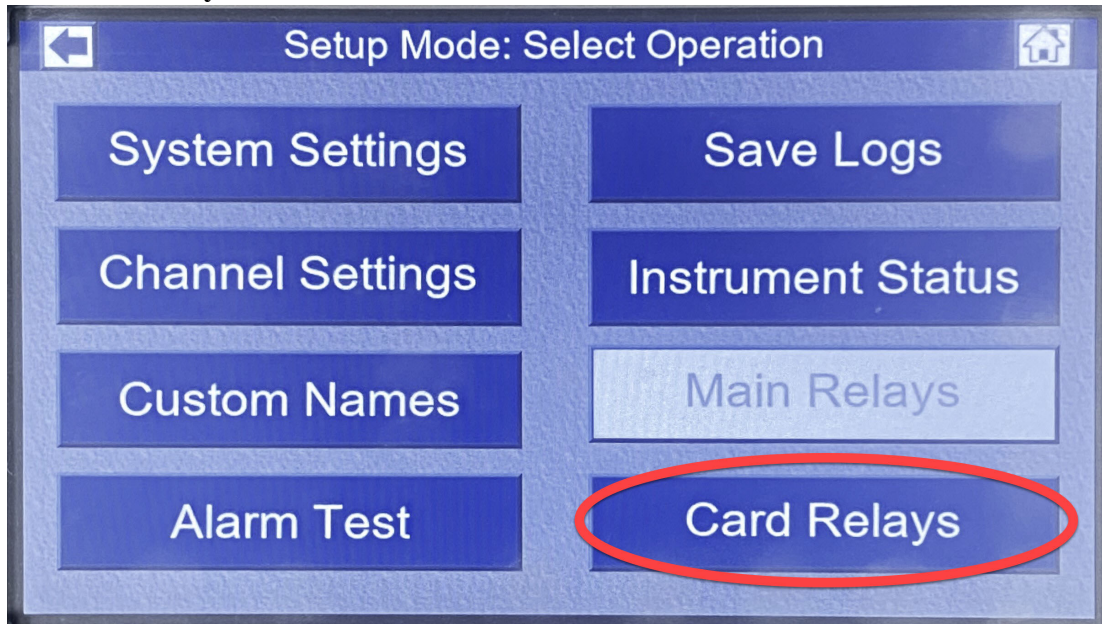 Setup Mode: Select Operation
System Settings
Save Logs
Channel Settings
Instrument Status
Custom Names
Main Relays
Alarm Test
Card Relays